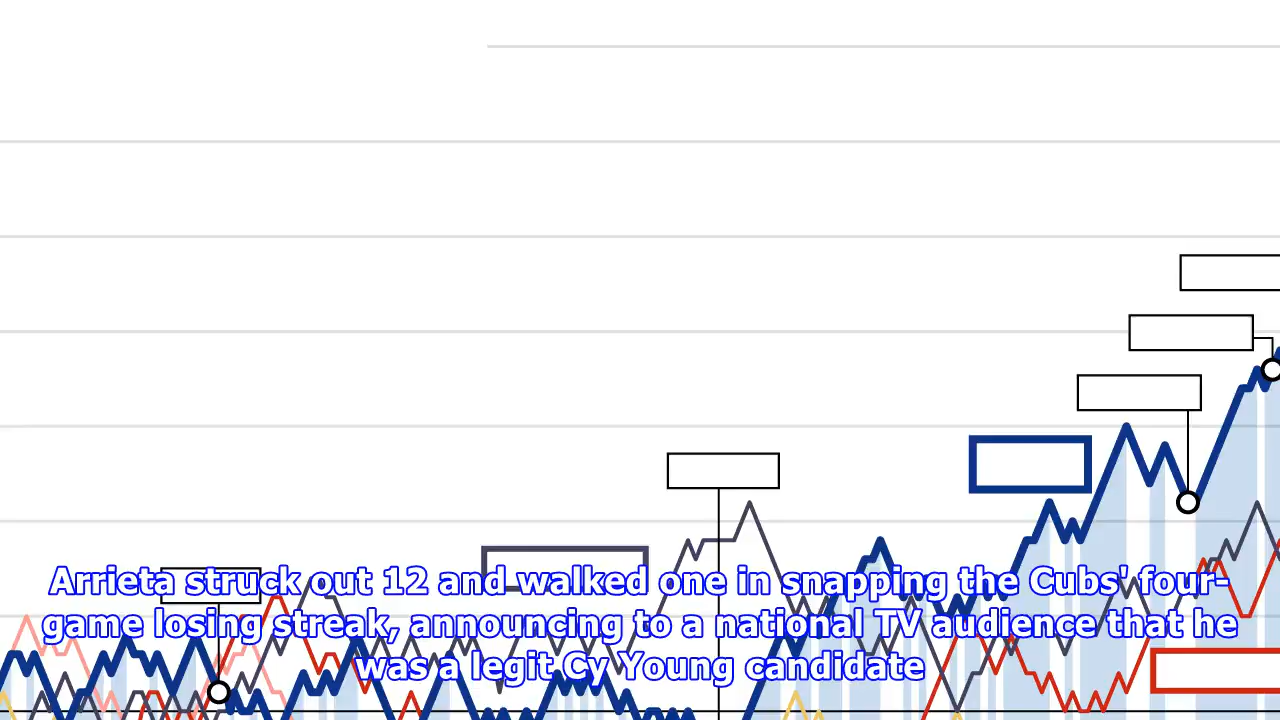 Arrieta struck out 12 and walked one in snapping the Cubs' four-
game losing streak, announcing to a national TV audience that he
was a legit Cy Young candidate